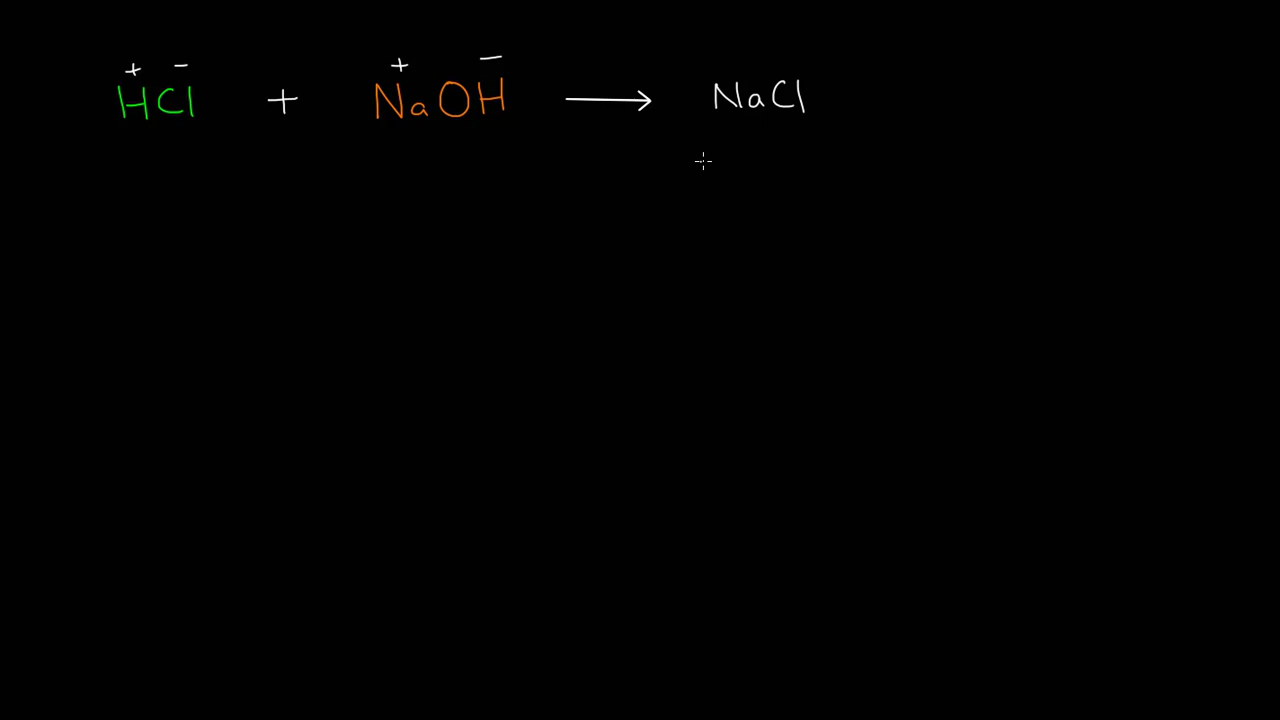 + - + -
HCl + NaOH ⟶ NaCl